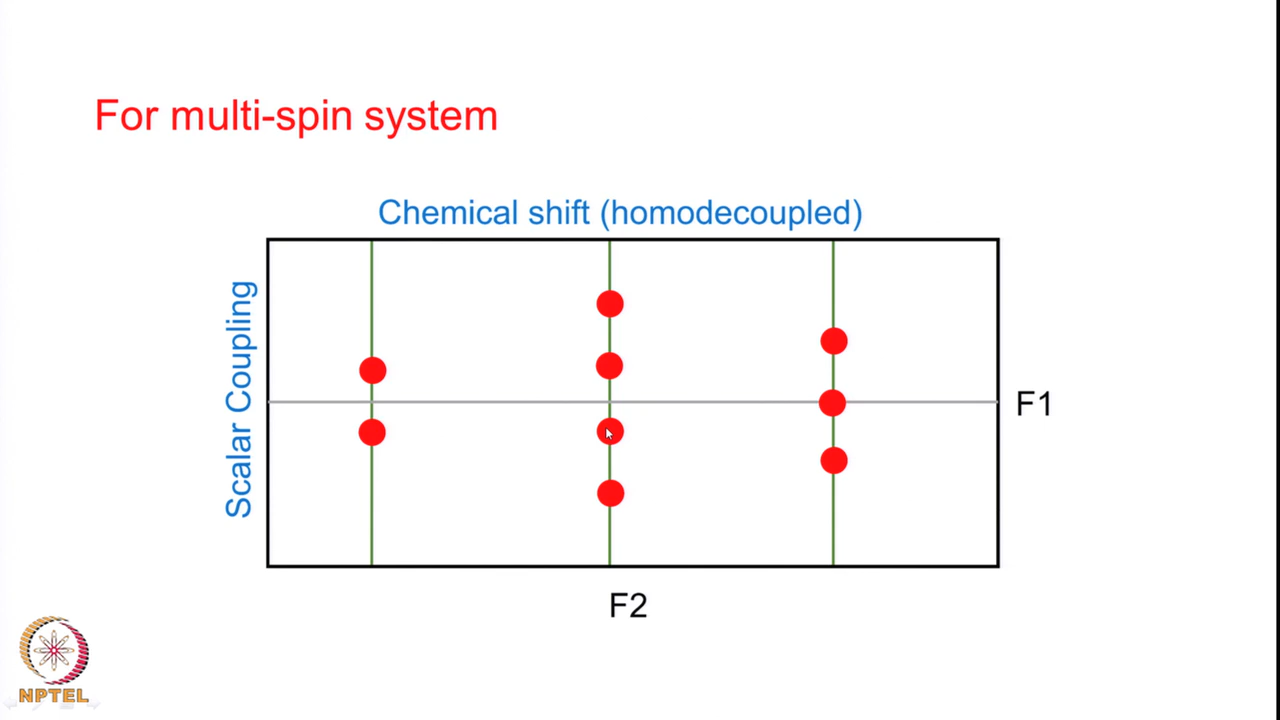 For multi-spin system
Chemical shift (homodecoupled)
Scalar Coupling
F1
F2
NPTEL